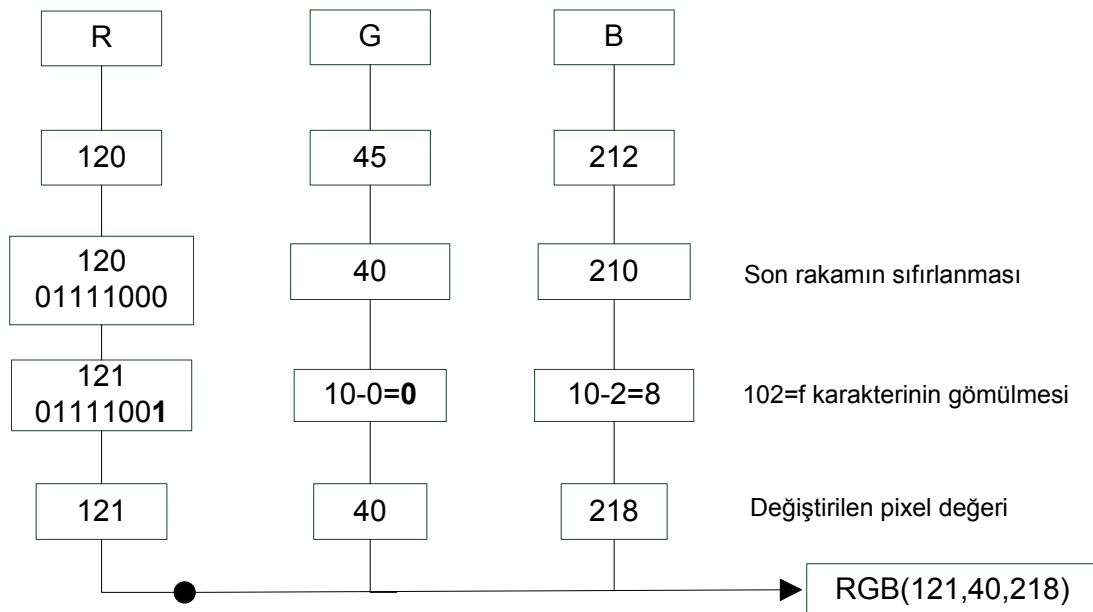 R
G
B
120
45
212
120
01111000
40
210
Son rakamın sıfırlanması
121
01111001
10-0=0
10-2=8
102=f karakterinin gömülmesi
121
40
218
Değiştirilen pixel değeri
RGB(121,40,218)